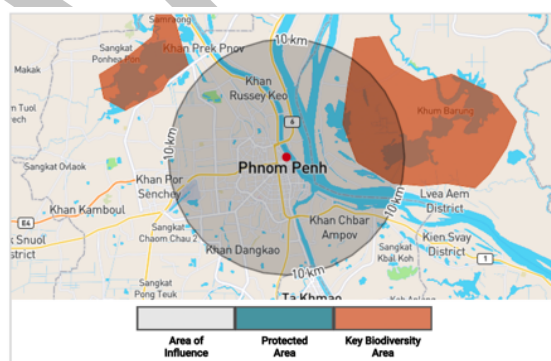 Samraong
Sangkat
Ponhea Pon
Khan Prek Pnov
10 km
Makak
Khan
Russey Keo
Khum Barong
m Tuol
10 km
6
Phnom Penh
Sangkat Ovlaok
Khan Por
Senchey
Lvea Aem
District
10 km
E4
Khan Kamboul
Khan Chbar
Ampov
Sangkat
Chaom Chau 2
k Snuol
istrict
Kien Svay
District
Khan Dangkao
Sangkat
Kbal Koh
1
10 km
Sangkat
Pong Teuk
Ta Khmao
Area of
Influence
Protected
Area
Key Biodiversity
Area